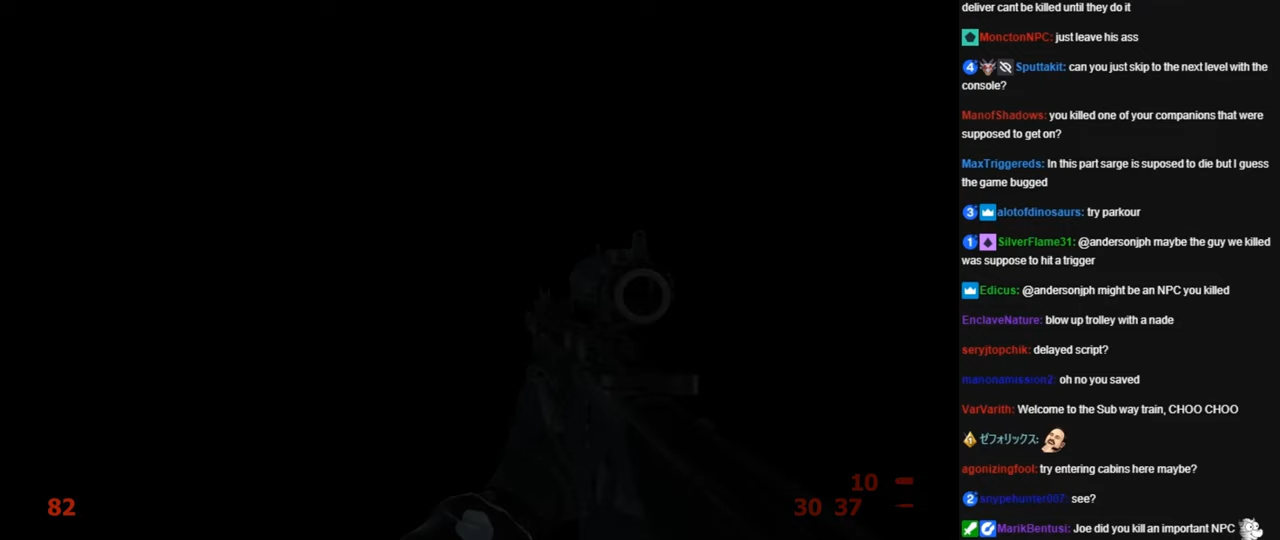 deliver cant be killed until they do it
MonctonNPC: just leave his ass
4 Sputtakit: can you just skip to the next level with the
console?
ManofShadows: you killed one of your companions that were
supposed to get on?
MaxTriggereds: In this part sarge is suposed to die but I guess
the game bugged
3 alotofdinosaurs: try parkour
1 SilverFlame31: @andersonjph maybe the guy we killed
was suppose to hit a trigger
Edicus: @andersonjph might be an NPC you killed
EnclaveNature: blow up trolley with a nade
seryjtopchik: delayed script?
manonamission2: oh no you saved
VarVarith: Welcome to the Sub way train, CHOO CHOO
ゼフォリックス:
agonizingfool: try entering cabins here maybe?
2 snypehunter007: see?
MarikBentusi: Joe did you kill an important NPC
10
82
30 37